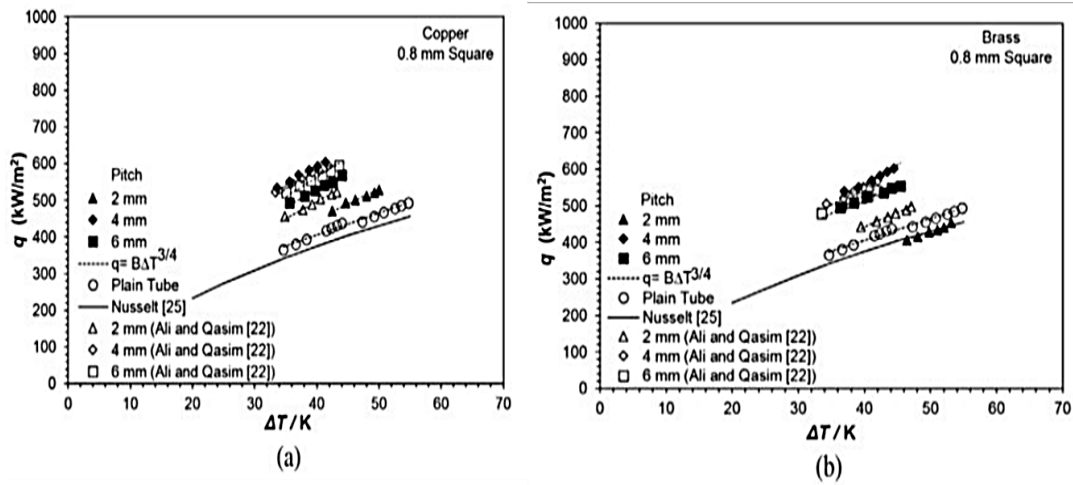 1000
900
800
700
600
500
400
300
200
100
0
q (kW/m²)
Copper
0.8 mm Square
Pitch
2 mm
4 mm
6 mm
q= BΔT^3/4
Plain Tube
Nusselt [25]
2 mm (Ali and Qasim [22])
4 mm (Ali and Qasim [22])
6 mm (Ali and Qasim [22])
0 10 20 30 40 50 60 70
ΔT / K
(a)
1000
900
800
700
600
500
400
300
200
100
0
q (kW/m²)
Brass
0.8 mm Square
Pitch
2 mm
4 mm
6 mm
q= BΔT^3/4
Plain Tube
Nusselt [25]
2 mm (Ali and Qasim [22])
4 mm (Ali and Qasim [22])
6 mm (Ali and Qasim [22])
0 10 20 30 40 50 60 70
ΔT / K
(b)